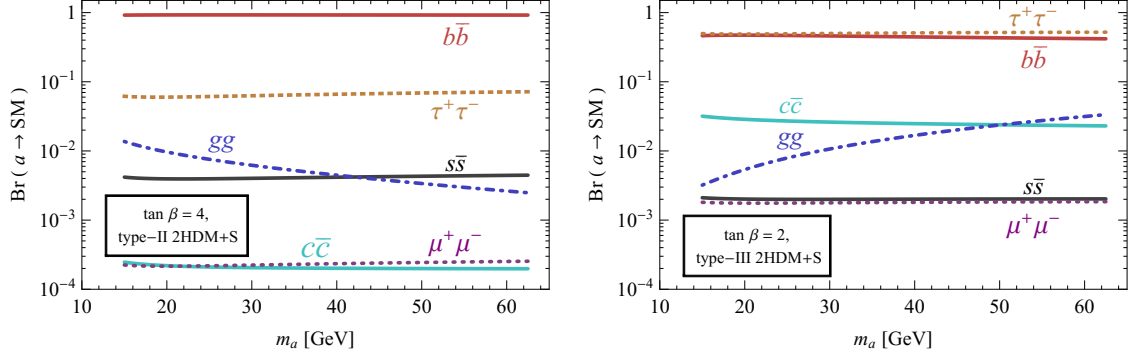 Br ( a → SM )
1
10⁻¹
10⁻²
10⁻³
10⁻⁴
bb̅
τ⁺τ⁻
gg
ss̅
cc̅
μ⁺μ⁻
tan β = 4,
type−II 2HDM+S
10 20 30 40 50 60
mₐ [GeV]
Br ( a → SM )
1
10⁻¹
10⁻²
10⁻³
10⁻⁴
τ⁺τ⁻
bb̅
cc̅
gg
ss̅
μ⁺μ⁻
tan β = 2,
type−III 2HDM+S
10 20 30 40 50 60
mₐ [GeV]